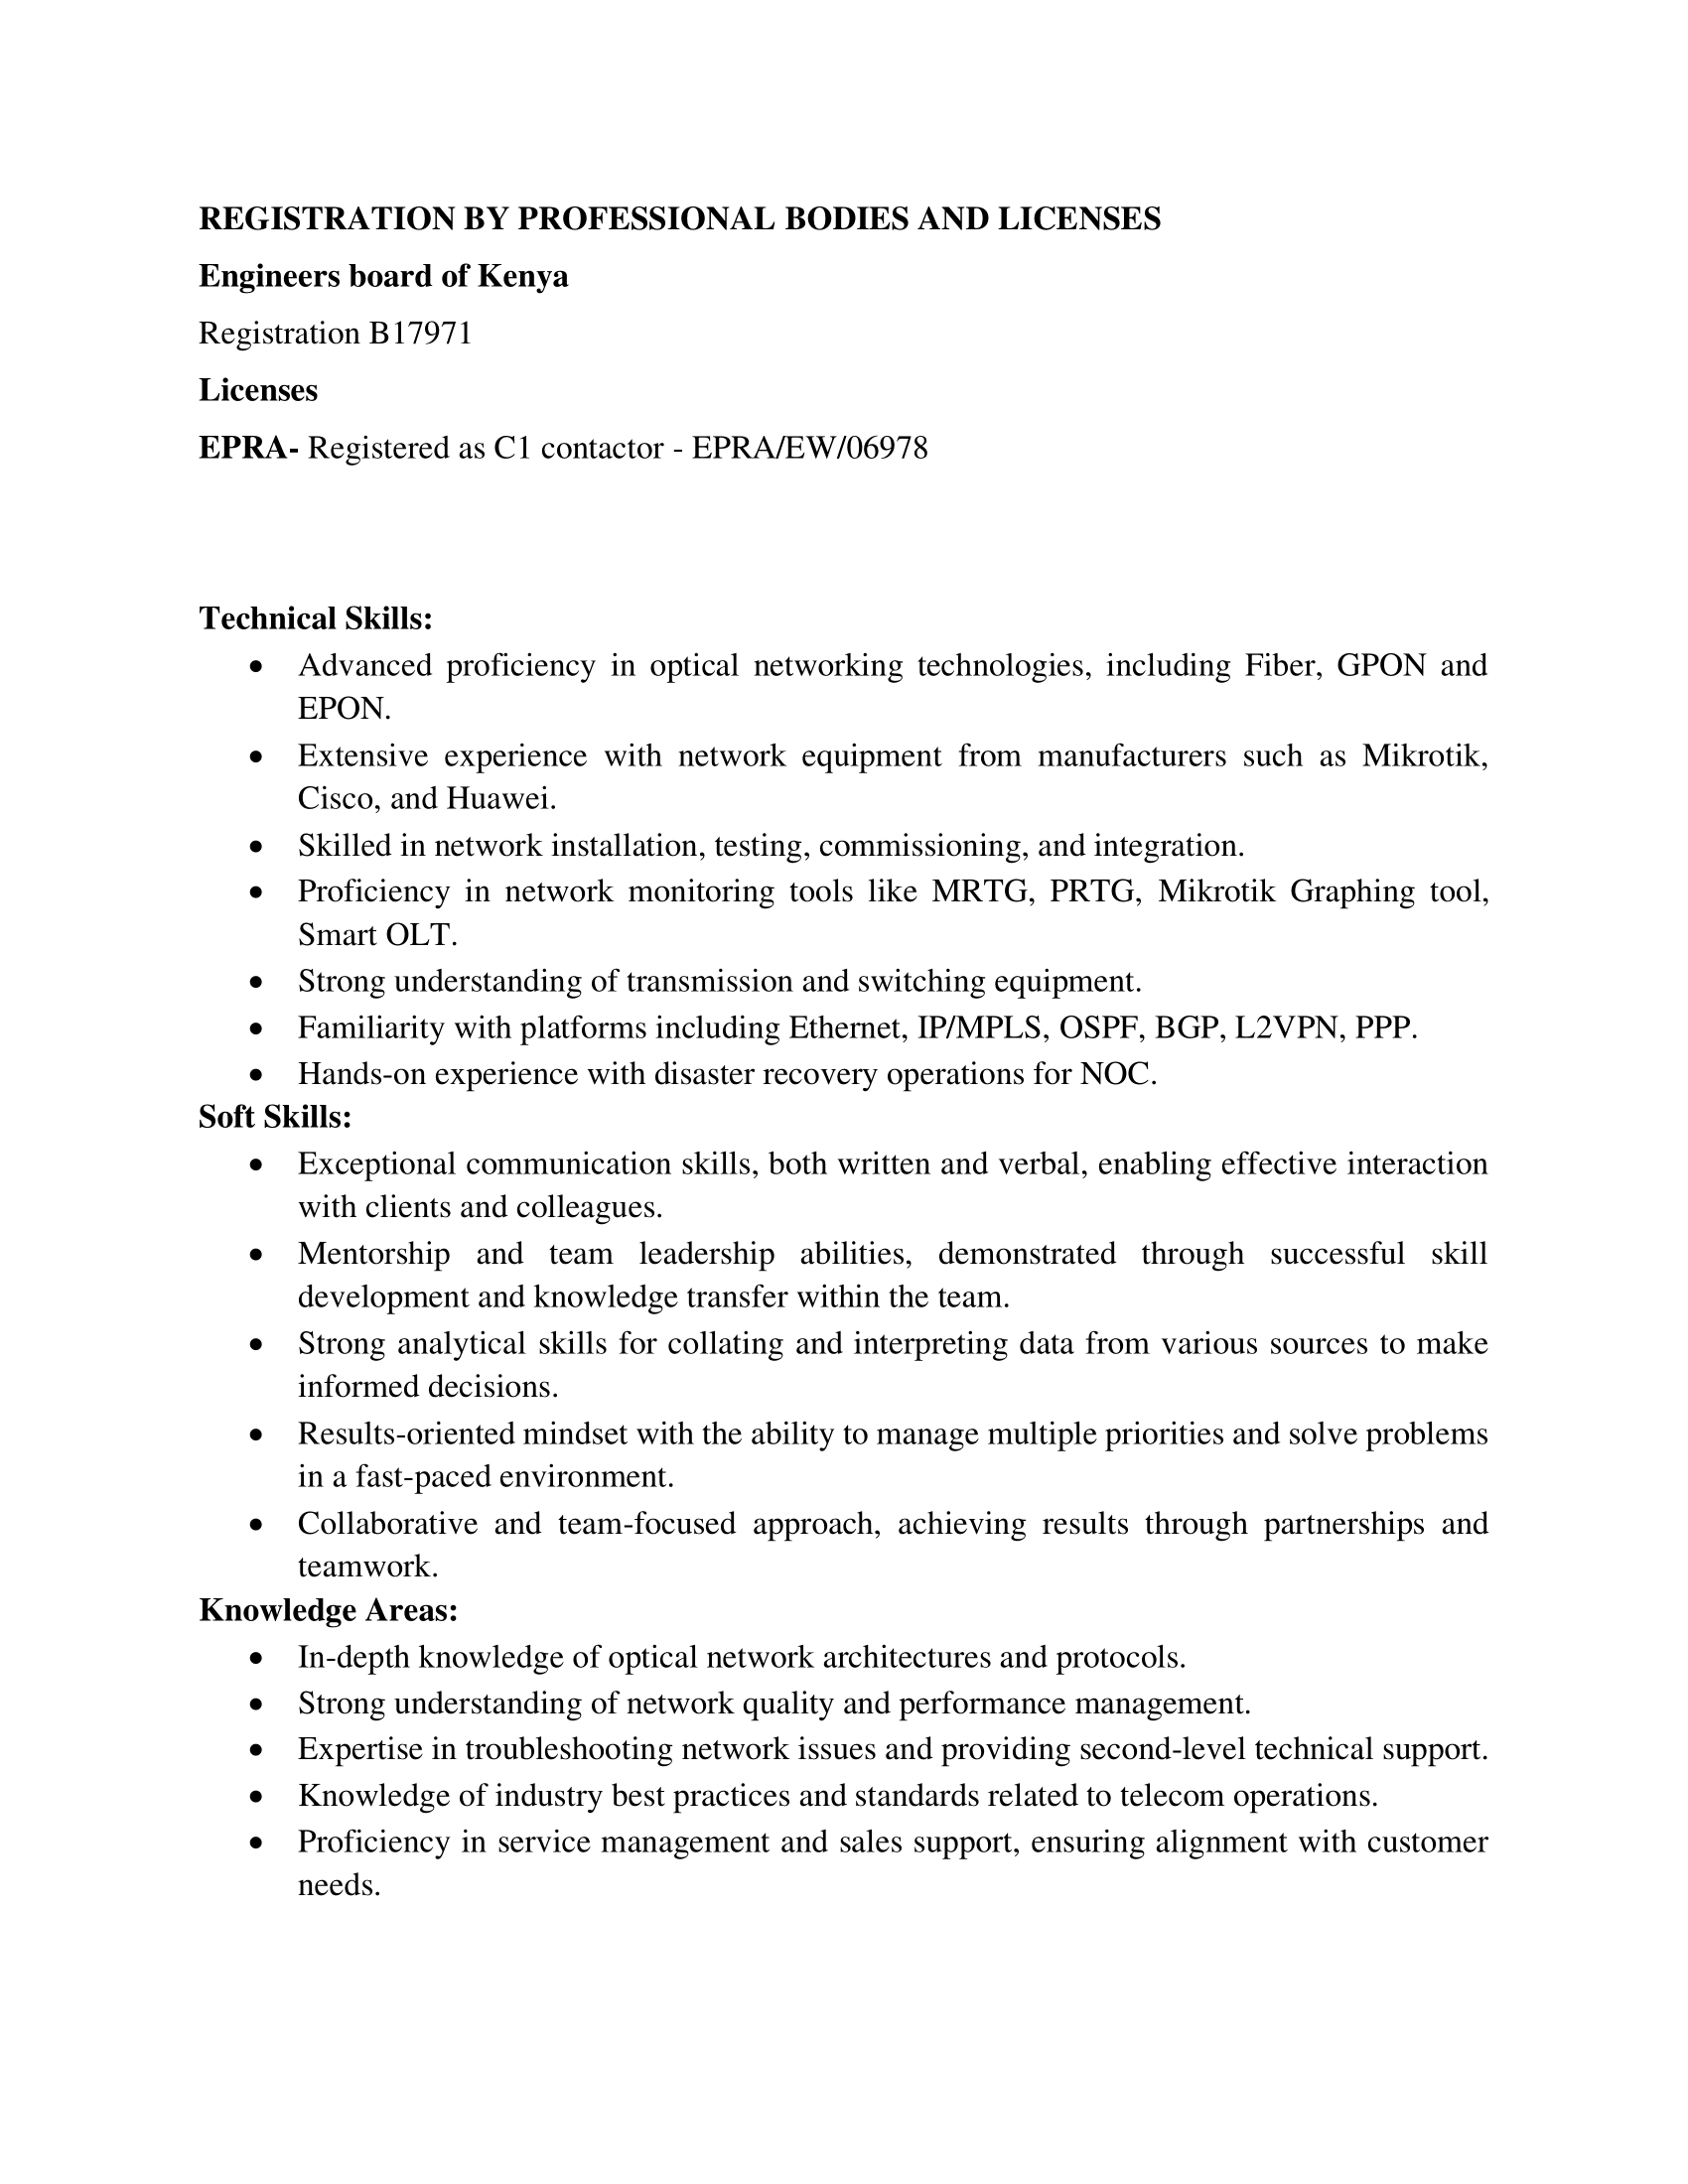 REGISTRATION BY PROFESSIONAL BODIES AND LICENSES
Engineers board of Kenya
Registration B17971
Licenses
EPRA- Registered as C1 contactor - EPRA/EW/06978
Technical Skills:
• Advanced proficiency in optical networking technologies, including Fiber, GPON and
EPON.
• Extensive experience with network equipment from manufacturers such as Mikrotik,
Cisco, and Huawei.
• Skilled in network installation, testing, commissioning, and integration.
• Proficiency in network monitoring tools like MRTG, PRTG, Mikrotik Graphing tool,
Smart OLT.
• Strong understanding of transmission and switching equipment.
• Familiarity with platforms including Ethernet, IP/MPLS, OSPF, BGP, L2VPN, PPP.
• Hands-on experience with disaster recovery operations for NOC.
Soft Skills:
• Exceptional communication skills, both written and verbal, enabling effective interaction
with clients and colleagues.
• Mentorship and team leadership abilities, demonstrated through successful skill
development and knowledge transfer within the team.
• Strong analytical skills for collating and interpreting data from various sources to make
informed decisions.
• Results-oriented mindset with the ability to manage multiple priorities and solve problems
in a fast-paced environment.
• Collaborative and team-focused approach, achieving results through partnerships and
teamwork.
Knowledge Areas:
• In-depth knowledge of optical network architectures and protocols.
• Strong understanding of network quality and performance management.
• Expertise in troubleshooting network issues and providing second-level technical support.
• Knowledge of industry best practices and standards related to telecom operations.
• Proficiency in service management and sales support, ensuring alignment with customer
needs.